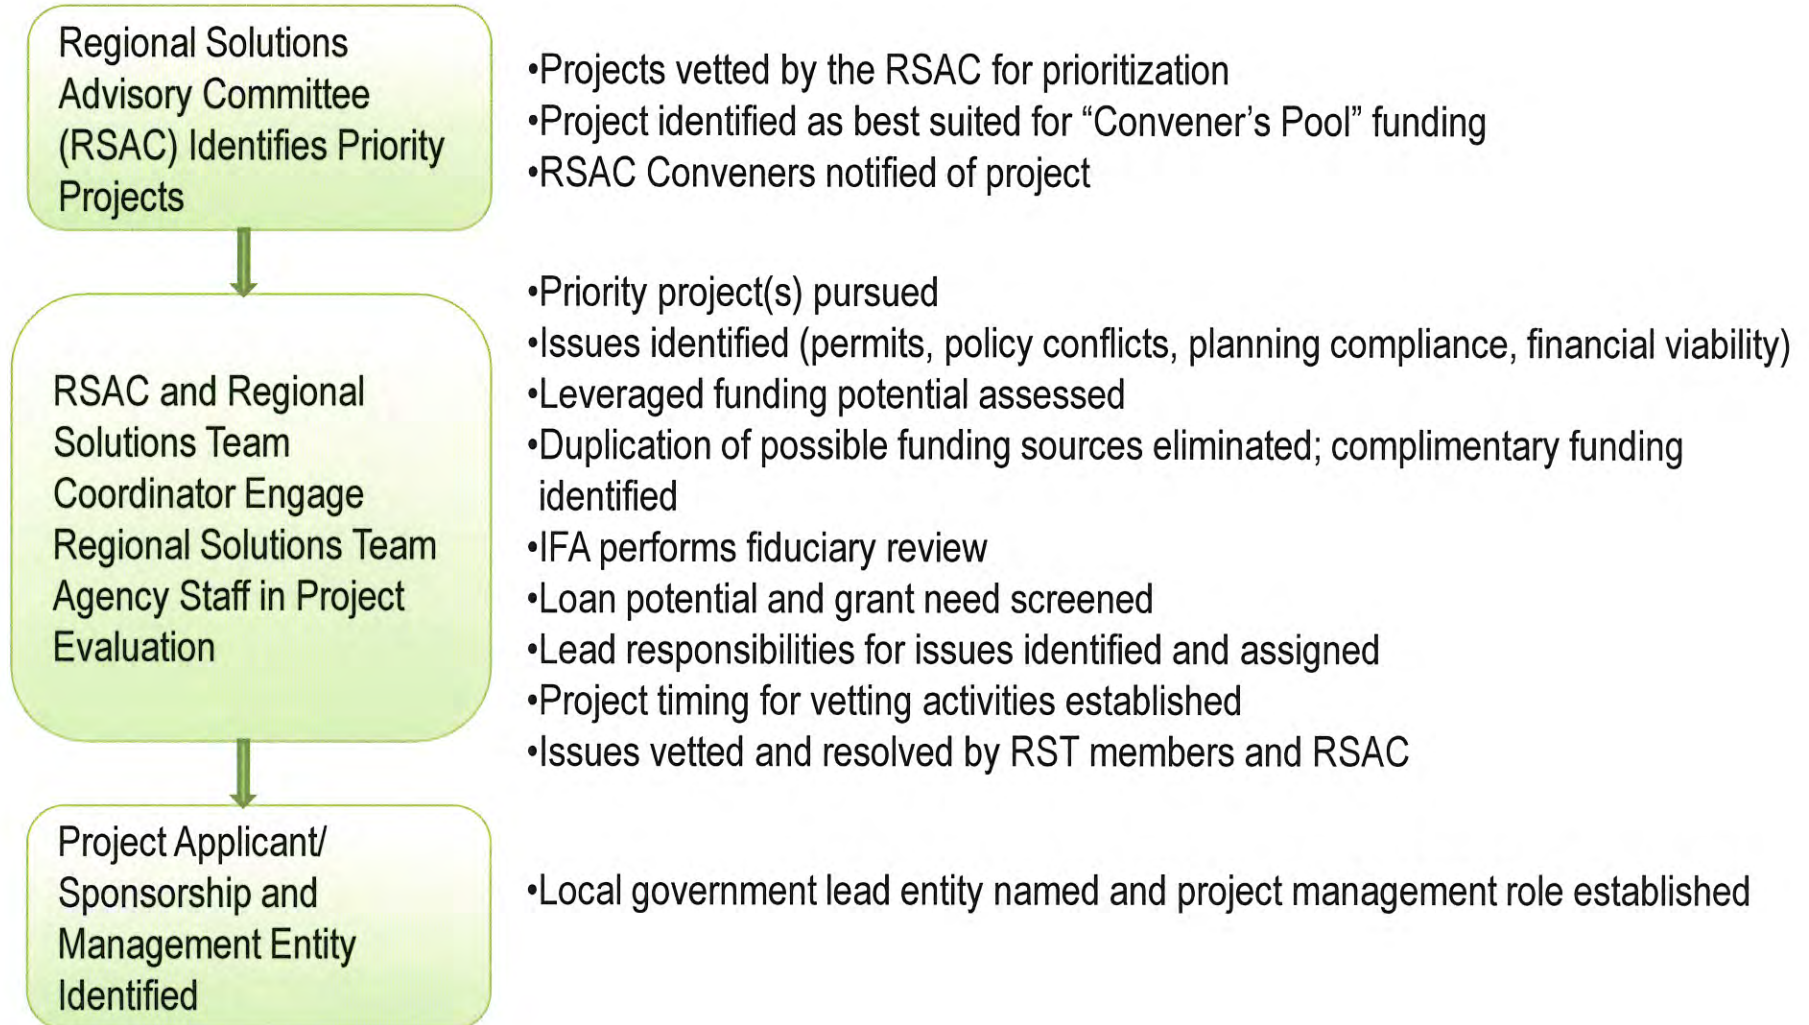 Regional Solutions
Advisory Committee
(RSAC) Identifies Priority
Projects
•Projects vetted by the RSAC for prioritization
•Project identified as best suited for “Convener’s Pool” funding
•RSAC Conveners notified of project
RSAC and Regional
Solutions Team
Coordinator Engage
Regional Solutions Team
Agency Staff in Project
Evaluation
•Priority project(s) pursued
•Issues identified (permits, policy conflicts, planning compliance, financial viability)
•Leveraged funding potential assessed
•Duplication of possible funding sources eliminated; complimentary funding
identified
•IFA performs fiduciary review
•Loan potential and grant need screened
•Lead responsibilities for issues identified and assigned
•Project timing for vetting activities established
•Issues vetted and resolved by RST members and RSAC
Project Applicant/
Sponsorship and
Management Entity
Identified
•Local government lead entity named and project management role established